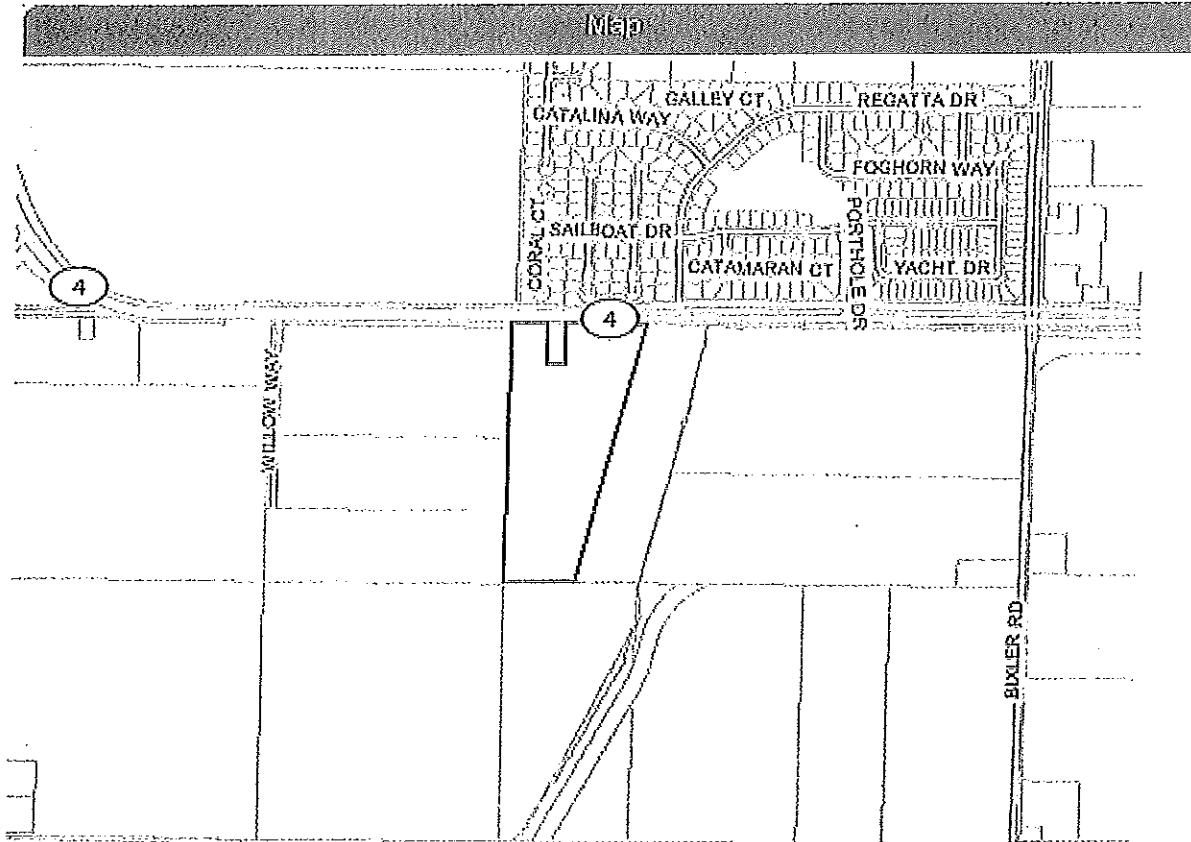 Map
GALLEY CT
REGATTA DR
CATALINA WAY
FOGHORN WAY
CORAL CT
SAILBOAT DR
PORTHOLE DR
CATAMARAN CT
YACHT DR
4
4
WILLOW WAY
BIXLER RD